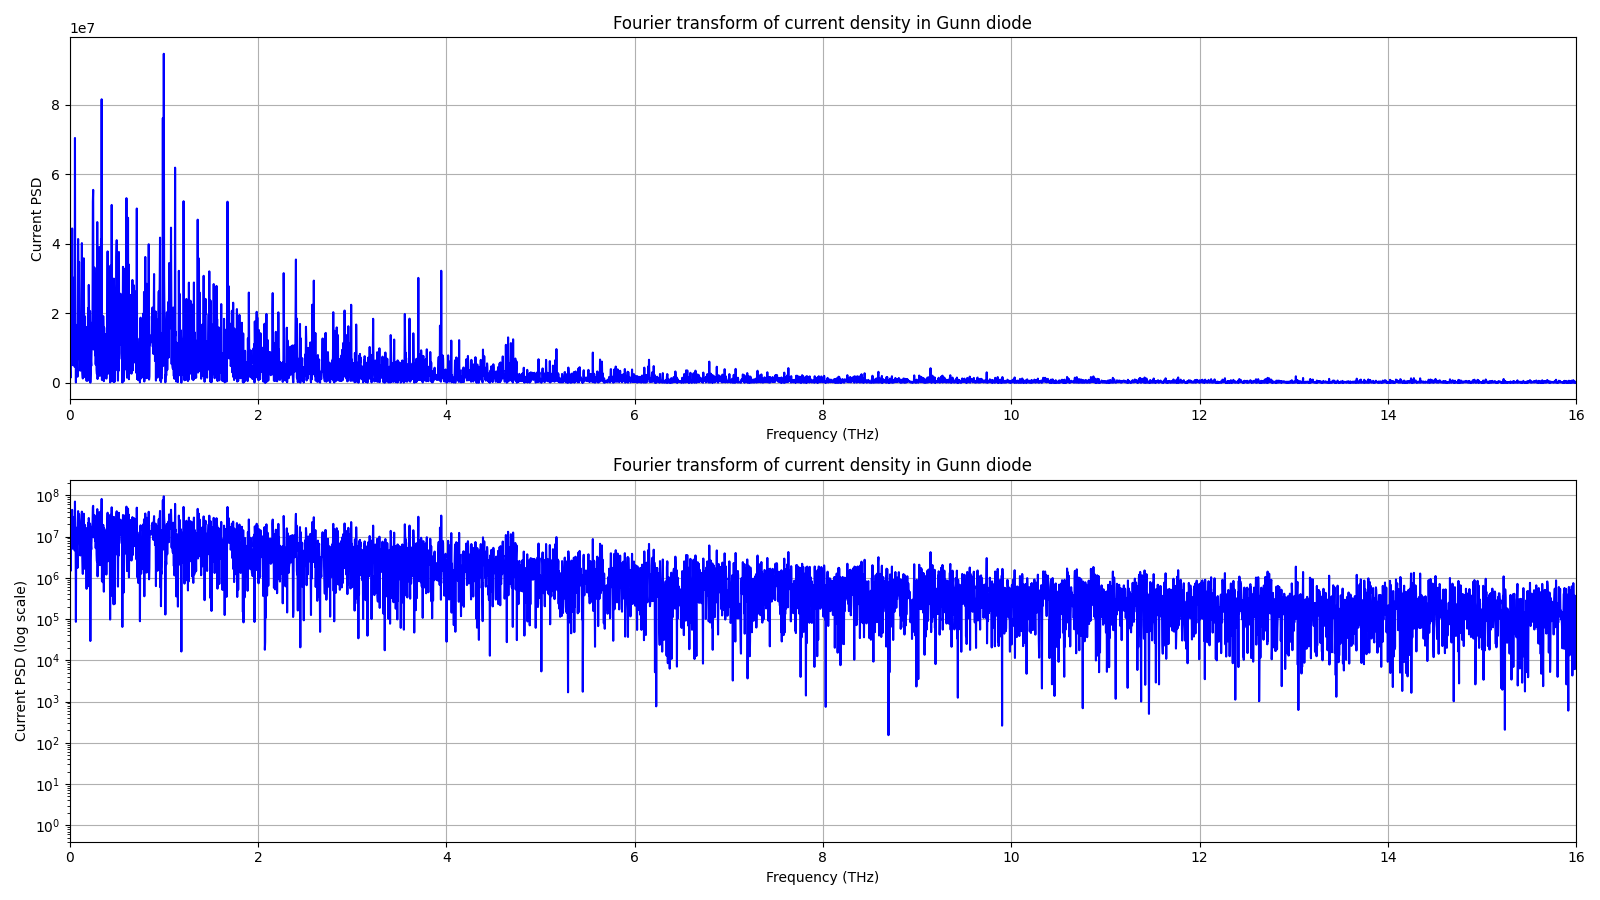 Fourier transform of current density in Gunn diode
1e7
Current PSD
8
6
4
2
0
0 2 4 6 8 10 12 14 16
Frequency (THz)
Fourier transform of current density in Gunn diode
Current PSD (log scale)
10⁸
10⁷
10⁶
10⁵
10⁴
10³
10²
10¹
10⁰
0 2 4 6 8 10 12 14 16
Frequency (THz)